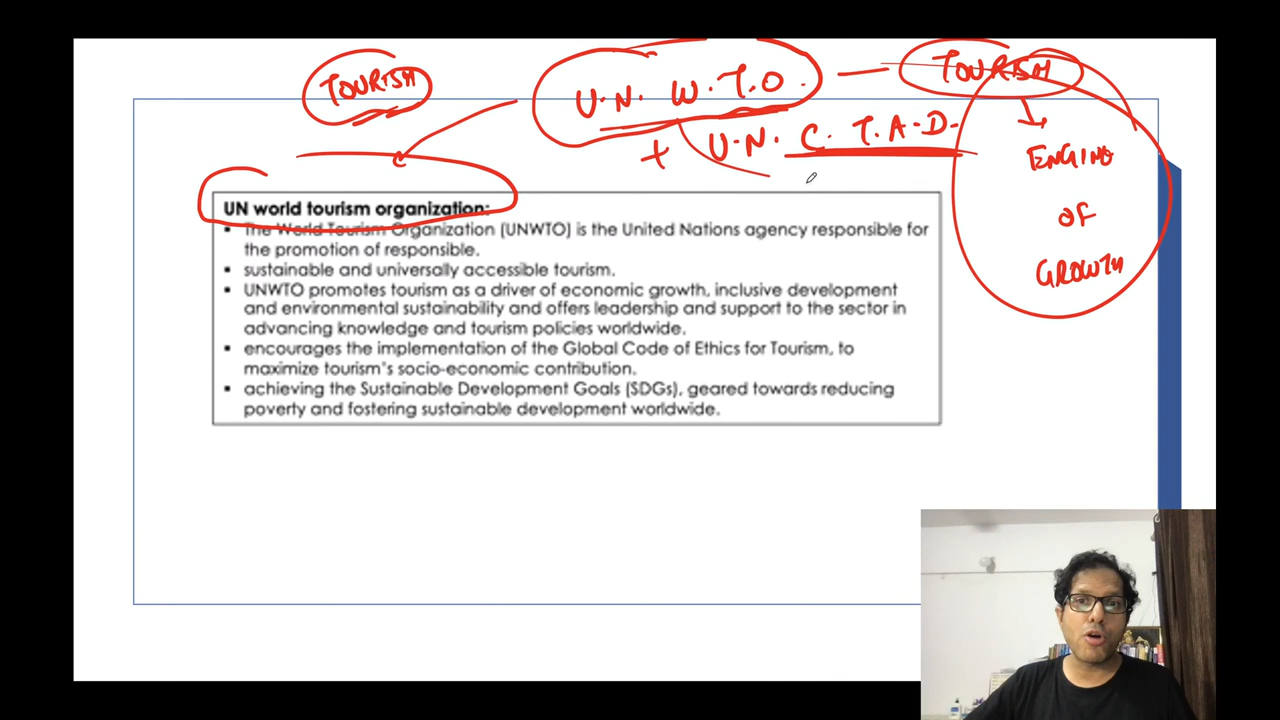 TOURISM
U.N. W.T.O.
TOURISM
+ U.N. C.T.A.D.
ENGINE
OF
GROWTH
UN world tourism organization:
▪ The World Tourism Organization (UNWTO) is the United Nations agency responsible for
the promotion of responsible.
▪ sustainable and universally accessible tourism.
▪ UNWTO promotes tourism as a driver of economic growth, inclusive development
and environmental sustainability and offers leadership and support to the sector in
advancing knowledge and tourism policies worldwide.
▪ encourages the implementation of the Global Code of Ethics for Tourism, to
maximize tourism's socio-economic contribution.
▪ achieving the Sustainable Development Goals (SDGs), geared towards reducing
poverty and fostering sustainable development worldwide.